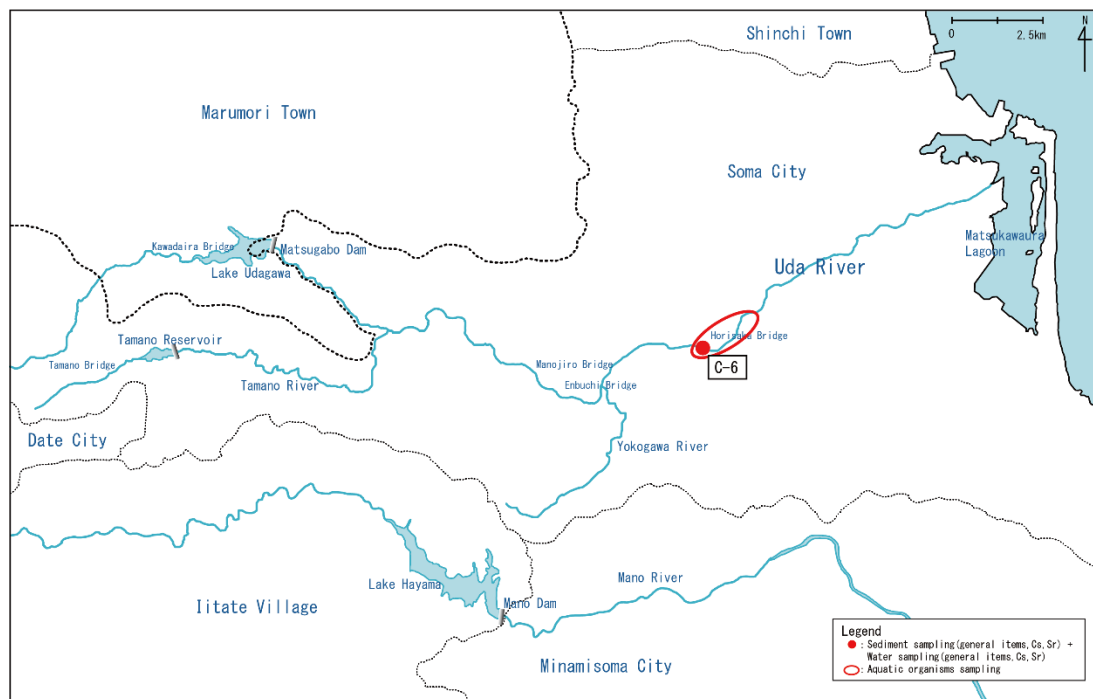 Shinchi Town
0
2.5km
N
Marumori Town
Soma City
Kawadaira Bridge
Matsugabo Dam
Lake Udagawa
Matsukawaura
Lagoon
Uda River
Tamano Reservoir
Horisaka Bridge
Tamano Bridge
C-6
Manojiro Bridge
Tamano River
Enbuchi Bridge
Date City
Yokogawa River
Lake Hayama
Mano River
Iitate Village
Mano Dam
Minamisoma City
Legend
: Sediment sampling(general items,Cs,Sr) +
Water sampling(general items,Cs,Sr)
: Aquatic organisms sampling